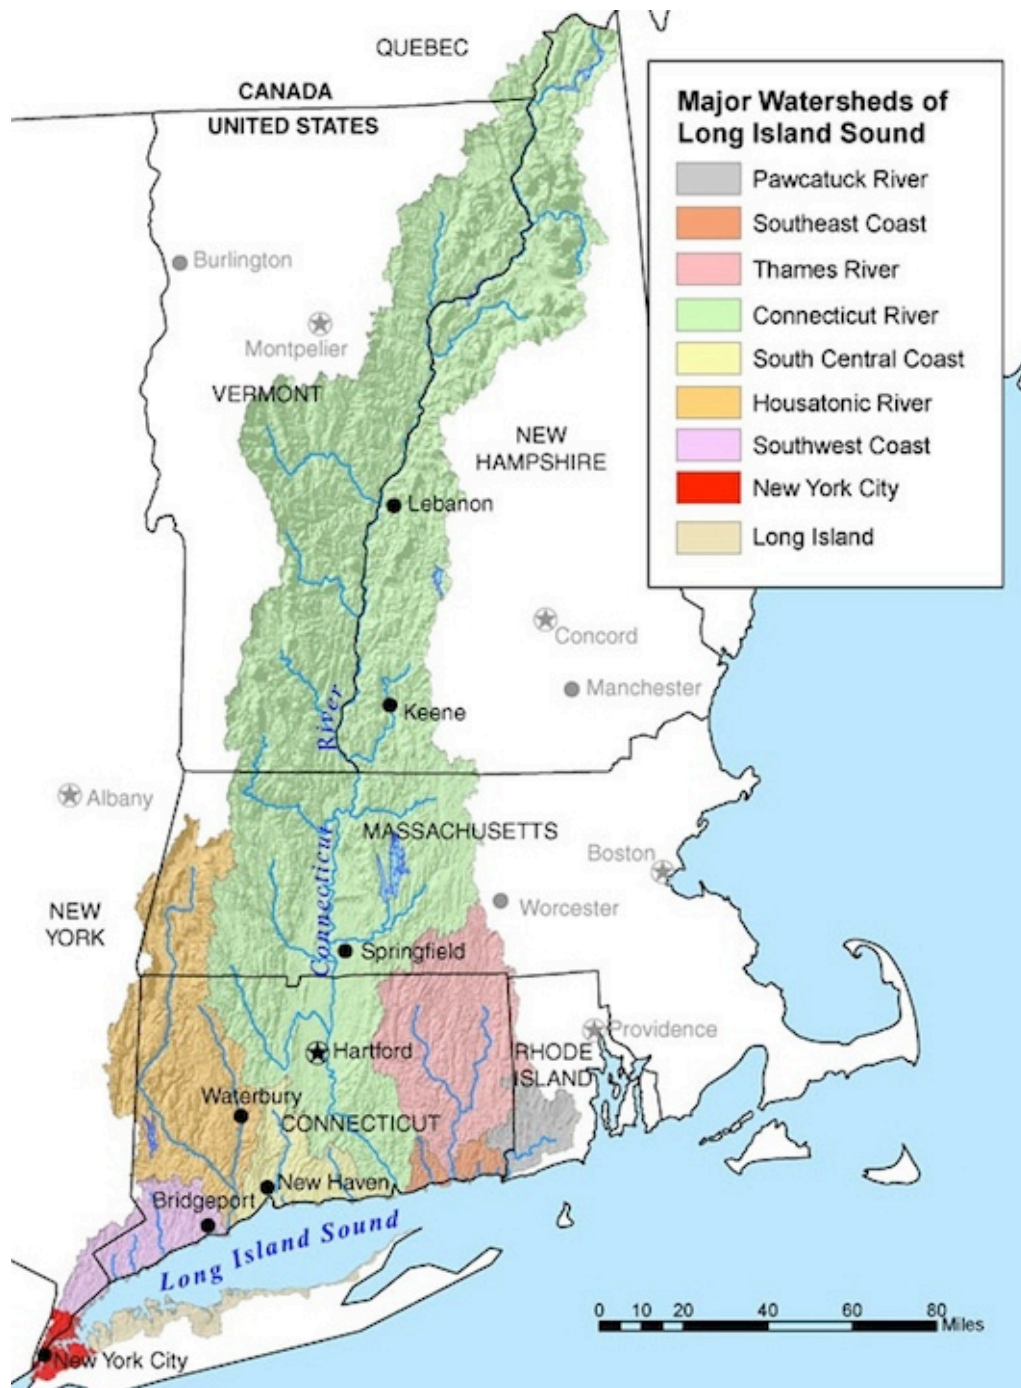 QUEBEC
CANADA
UNITED STATES
Major Watersheds of
Long Island Sound
Pawcatuck River
Southeast Coast
Thames River
Connecticut River
South Central Coast
Housatonic River
Southwest Coast
New York City
Long Island
Burlington
Montpelier
VERMONT
NEW
HAMPSHIRE
Lebanon
Concord
Manchester
Keene
Connecticut River
Albany
MASSACHUSETTS
Boston
Worcester
NEW
YORK
Springfield
Providence
Hartford
RHODE
ISLAND
Waterbury
CONNECTICUT
New Haven
Bridgeport
Long Island Sound
0 10 20 40 60 80
Miles
New York City